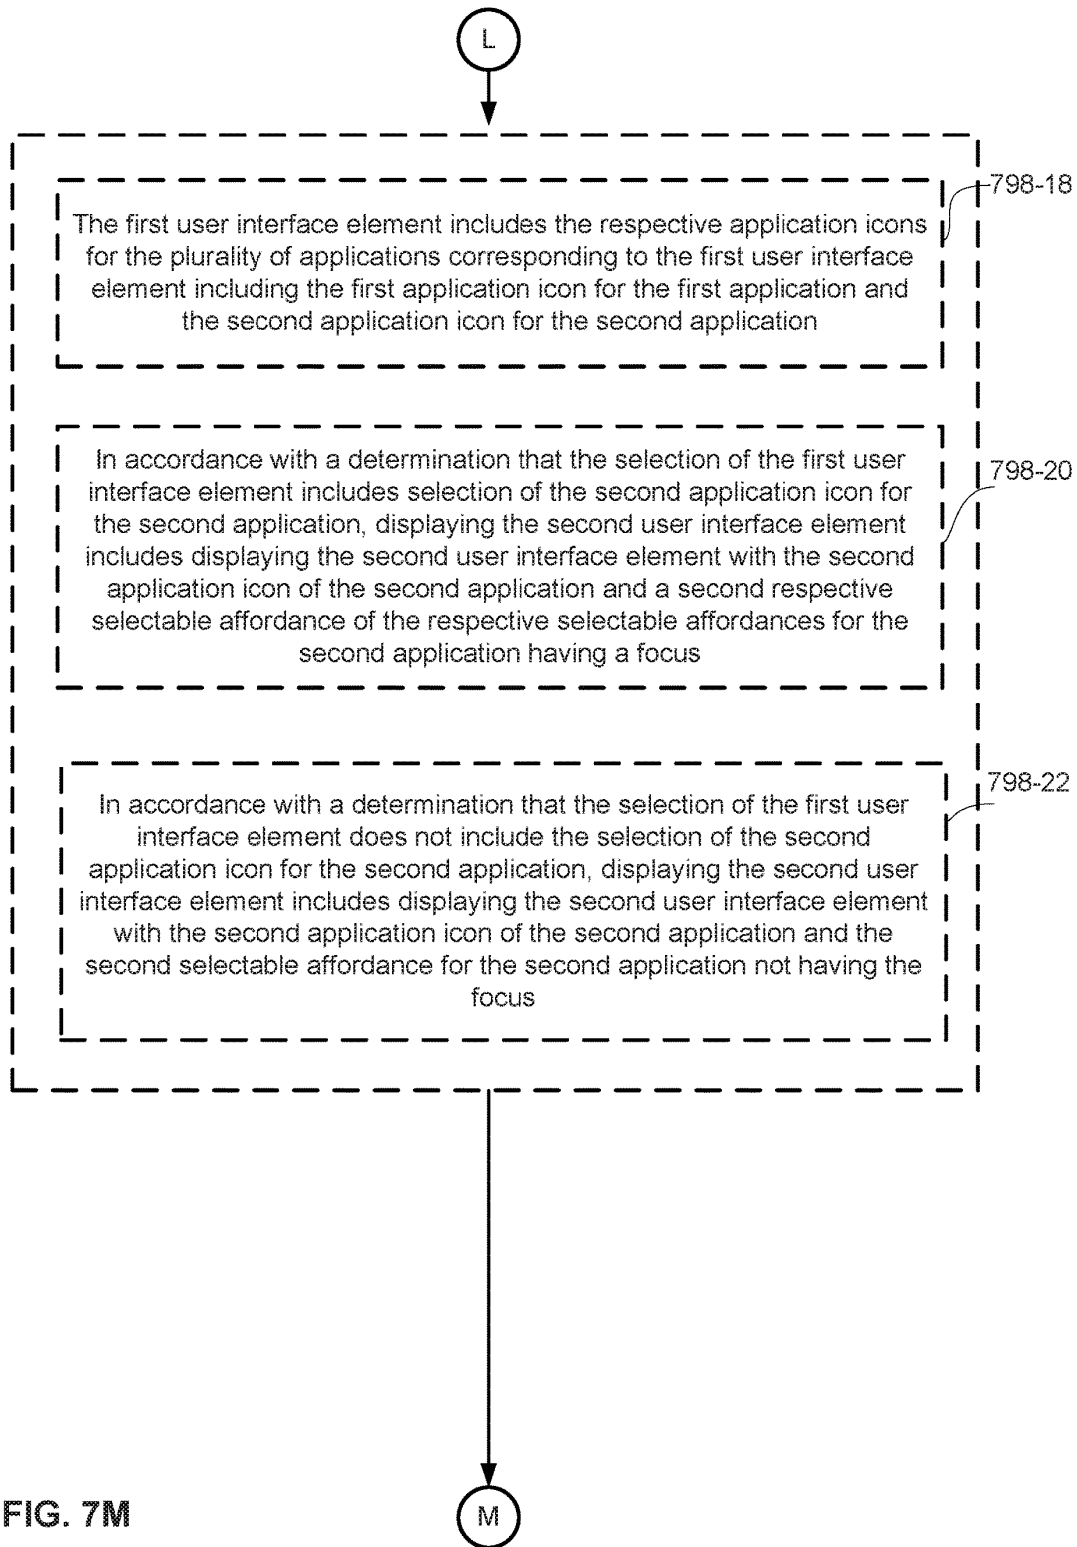 L
798-18
The first user interface element includes the respective application icons
for the plurality of applications corresponding to the first user interface
element including the first application icon for the first application and
the second application icon for the second application
798-20
In accordance with a determination that the selection of the first user
interface element includes selection of the second application icon for
the second application, displaying the second user interface element
includes displaying the second user interface element with the second
application icon of the second application and a second respective
selectable affordance of the respective selectable affordances for the
second application having a focus
798-22
In accordance with a determination that the selection of the first user
interface element does not include the selection of the second
application icon for the second application, displaying the second user
interface element includes displaying the second user interface element
with the second application icon of the second application and the
second selectable affordance for the second application not having the
focus
FIG. 7M
M